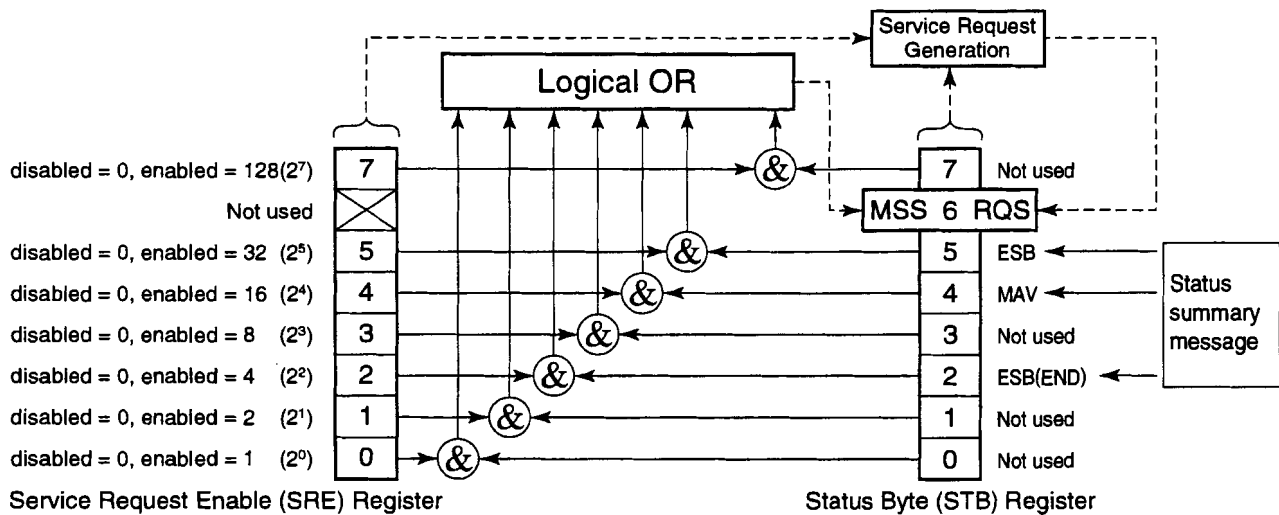 Service Request
Generation
Logical OR
disabled = 0, enabled = 128(2⁷) 7 & 7 Not used
Not used MSS 6 RQS
disabled = 0, enabled = 32 (2⁵) 5 & 5 ESB
disabled = 0, enabled = 16 (2⁴) 4 & 4 MAV
disabled = 0, enabled = 8 (2³) 3 & 3 Not used
disabled = 0, enabled = 4 (2²) 2 & 2 ESB(END)
disabled = 0, enabled = 2 (2¹) 1 & 1 Not used
disabled = 0, enabled = 1 (2⁰) 0 & 0 Not used
Status
summary
message
Service Request Enable (SRE) Register
Status Byte (STB) Register